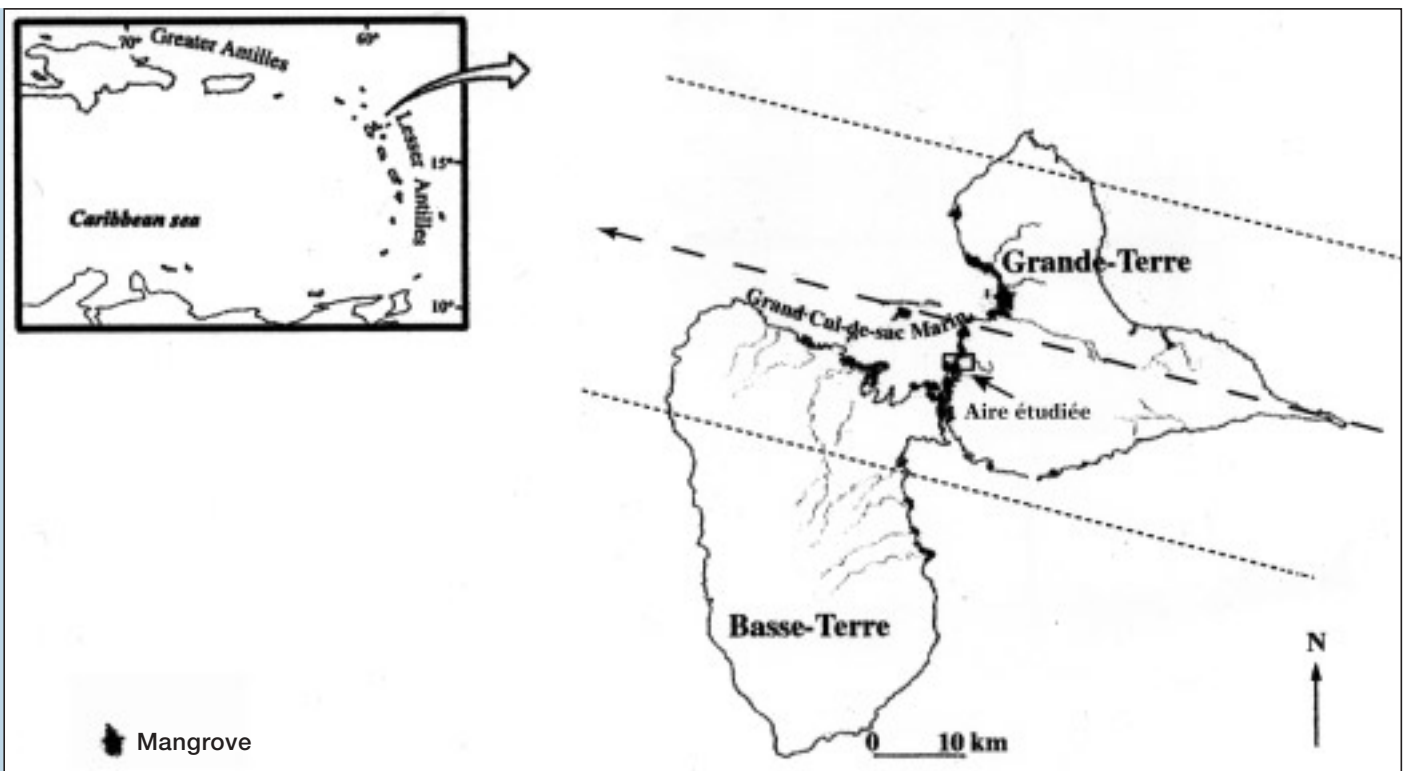 70°
60°
Greater Antilles
Lesser Antilles
15°
Caribbean sea
10°
Grande-Terre
Grand Cul-de-sac Marin
Aire étudiée
Basse-Terre
N
Mangrove
0 10 km